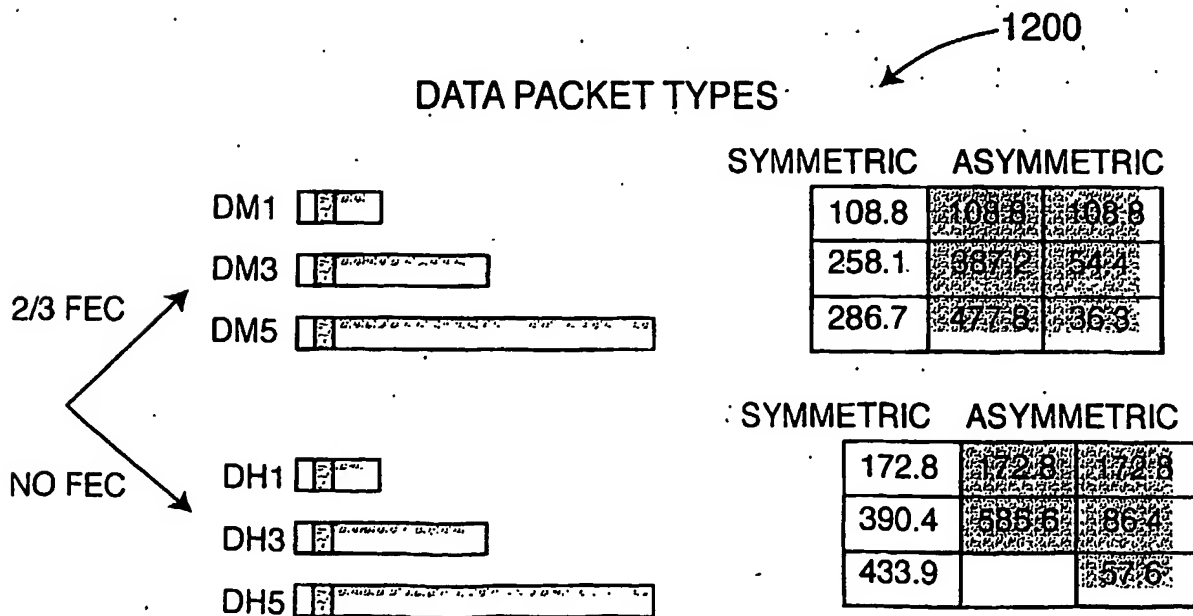 1200
DATA PACKET TYPES
SYMMETRIC ASYMMETRIC
DM1
108.8 108.8 108.8
DM3
258.1 387.2 54.4
2/3 FEC
DM5
286.7 477.8 36.3
SYMMETRIC ASYMMETRIC
NO FEC
DH1
172.8 172.8 172.8
DH3
390.4 585.6 86.4
DH5
433.9 57.6